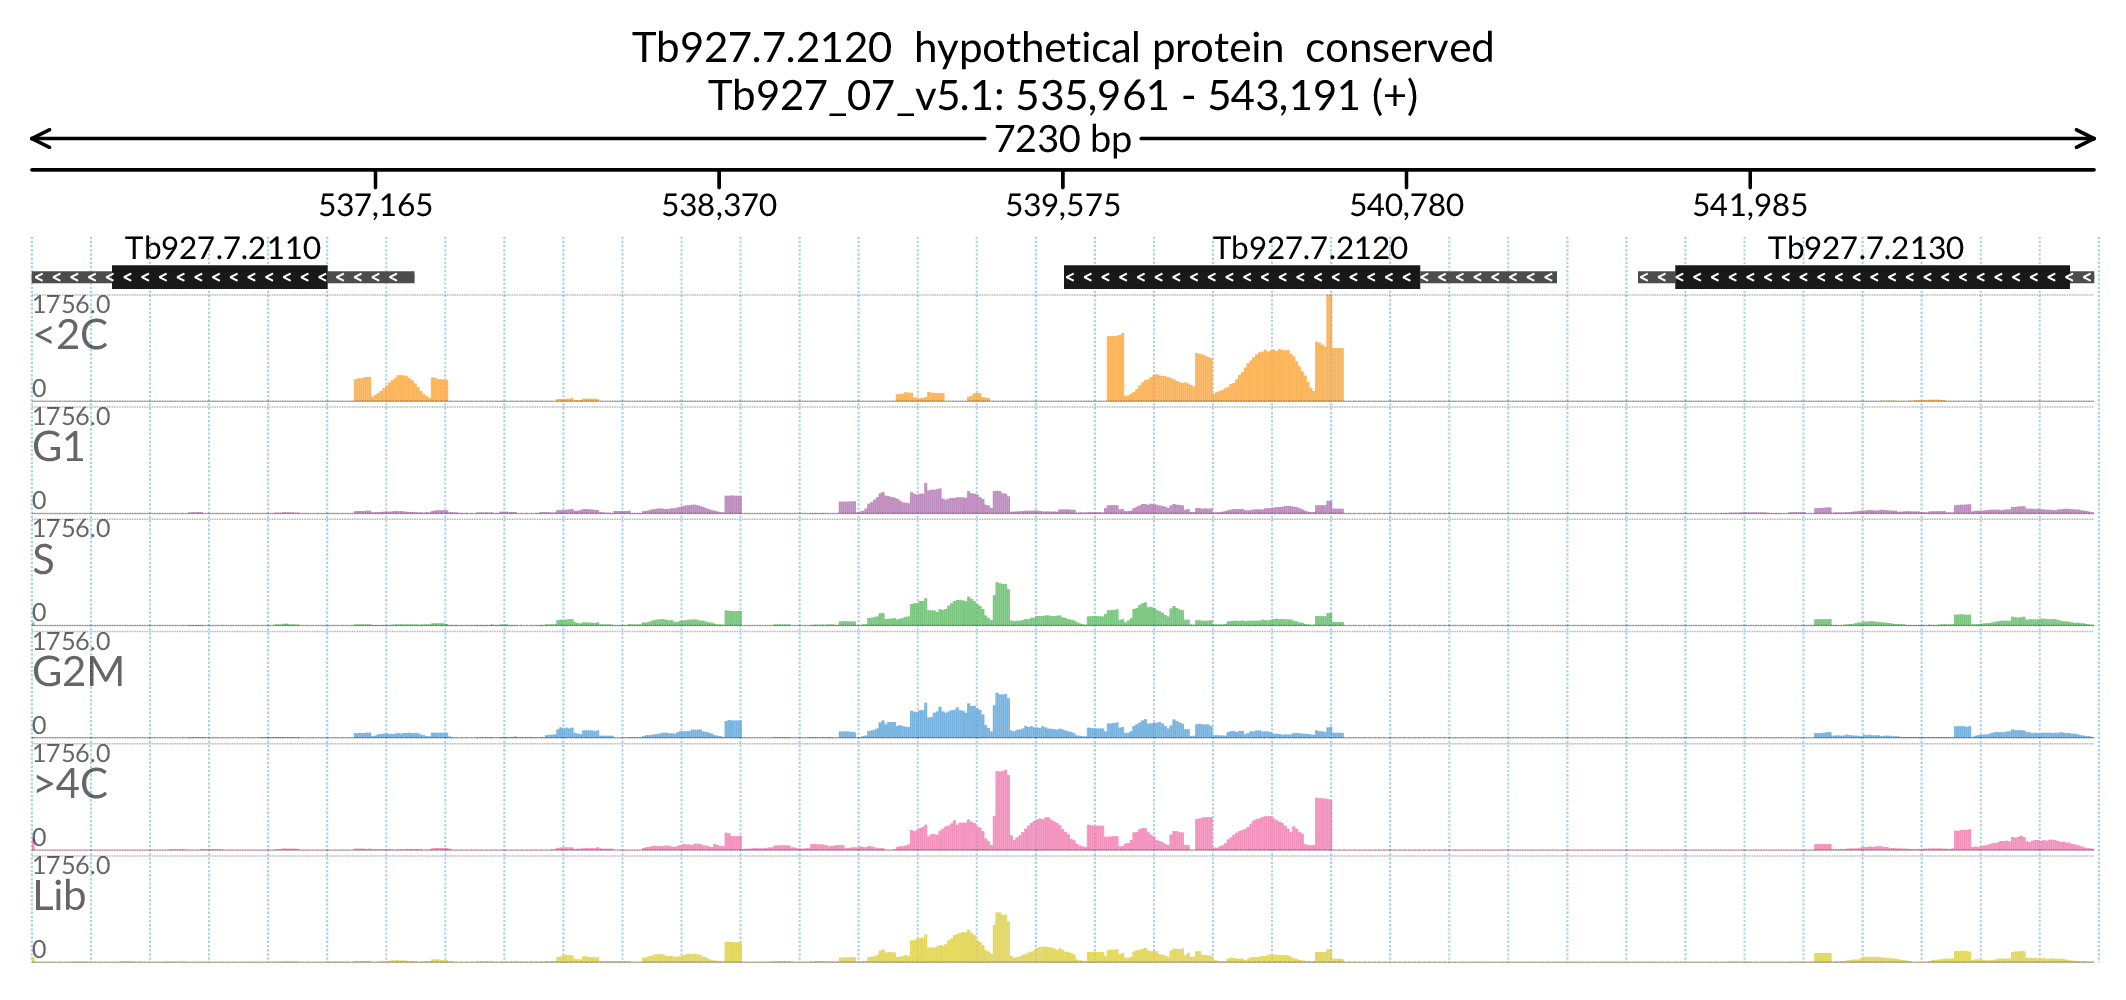 Tb927.7.2120  hypothetical protein  conserved
Tb927_07_v5.1: 535,961 - 543,191 (+)
7230 bp
537,165 538,370 539,575 540,780 541,985
Tb927.7.2110 Tb927.7.2120 Tb927.7.2130
1756.0
<2C
0
1756.0
G1
0
1756.0
S
0
1756.0
G2M
0
1756.0
>4C
0
1756.0
Lib
0